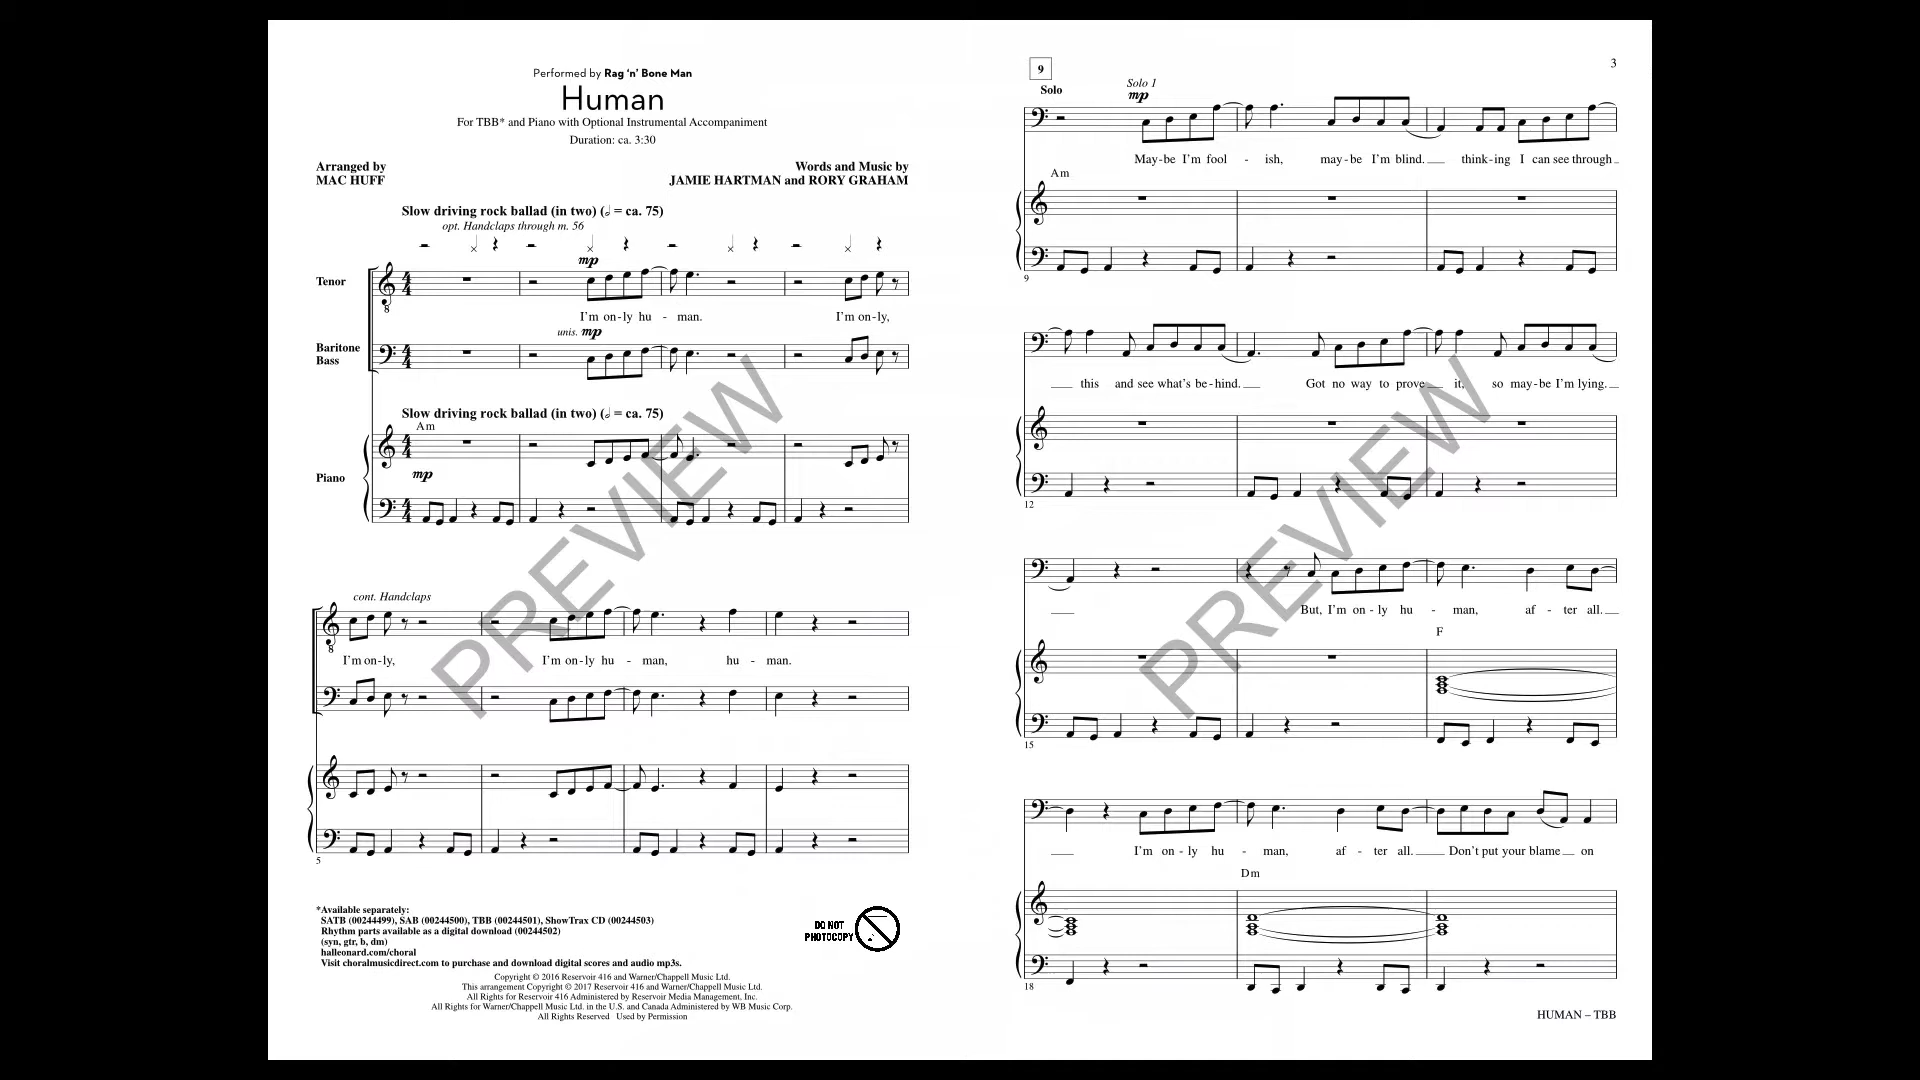 Performed by Rag ‘n’ Bone Man
Human
For TBB* and Piano with Optional Instrumental Accompaniment
Duration: ca. 3:30
Arranged by
MAC HUFF
Words and Music by
JAMIE HARTMAN and RORY GRAHAM
Slow driving rock ballad (in two) (𝅗𝅥 = ca. 75)
opt. Handclaps through m. 56
mp
Tenor
I’m on-ly hu - man. I’m on-ly,
unis. mp
Baritone
Bass
Slow driving rock ballad (in two) (𝅗𝅥 = ca. 75)
Am
mp
Piano
cont. Handclaps
I’m on-ly, I’m on-ly hu - man, hu - man.
5
*Available separately:
SATB (00244499), SAB (00244500), TBB (00244501), ShowTrax CD (00244503)
Rhythm parts available as a digital download (00244502)
(syn, gtr, b, dm)
halleonard.com/choral
Visit choralmusicdirect.com to purchase and download digital scores and audio mp3s.
DO NOT
PHOTOCOPY
Copyright © 2016 Reservoir 416 and Warner/Chappell Music Ltd.
This arrangement Copyright © 2017 Reservoir 416 and Warner/Chappell Music Ltd.
All Rights for Reservoir 416 Administered by Reservoir Media Management, Inc.
All Rights for Warner/Chappell Music Ltd. in the U.S. and Canada Administered by WB Music Corp.
All Rights Reserved Used by Permission
PREVIEW
3
9
Solo
Solo 1
mp
May-be I’m fool - ish, may-be I’m blind. think-ing I can see through
Am
9
this and see what’s be-hind. Got no way to prove it, so may-be I’m lying.
12
But, I’m on-ly hu - man, af - ter all.
F
15
I’m on-ly hu - man, af - ter all. Don’t put your blame on
Dm
18
HUMAN – TBB
PREVIEW